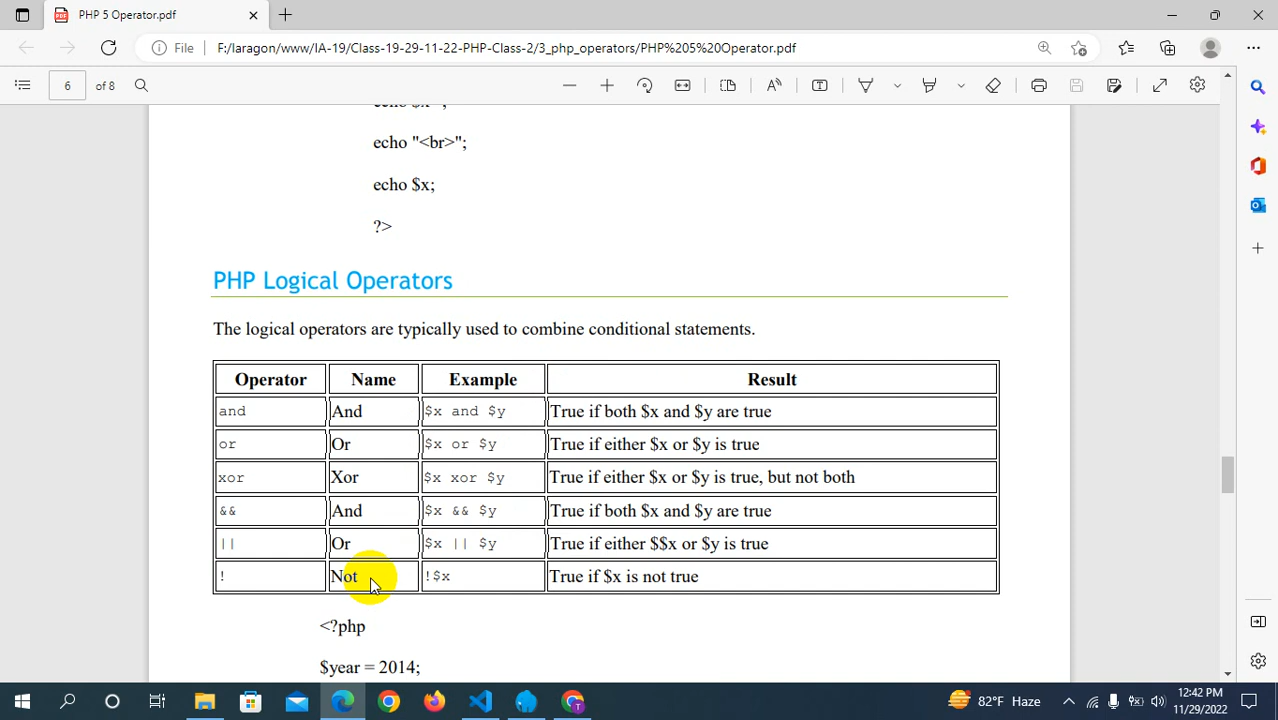 PHP 5 Operator.pdf
File
F:/laragon/www/IA-19/Class-19-29-11-22-PHP-Class-2/3_php_operators/PHP%205%20Operator.pdf
6 of 8
echo "<br>";
echo $x;
?>
PHP Logical Operators
The logical operators are typically used to combine conditional statements.
Operator Name Example Result
and And $x and $y True if both $x and $y are true
or Or $x or $y True if either $x or $y is true
xor Xor $x xor $y True if either $x or $y is true, but not both
&& And $x && $y True if both $x and $y are true
|| Or $x || $y True if either $$x or $y is true
! Not !$x True if $x is not true
<?php
$year = 2014;
82°F Haze
12:42 PM
11/29/2022